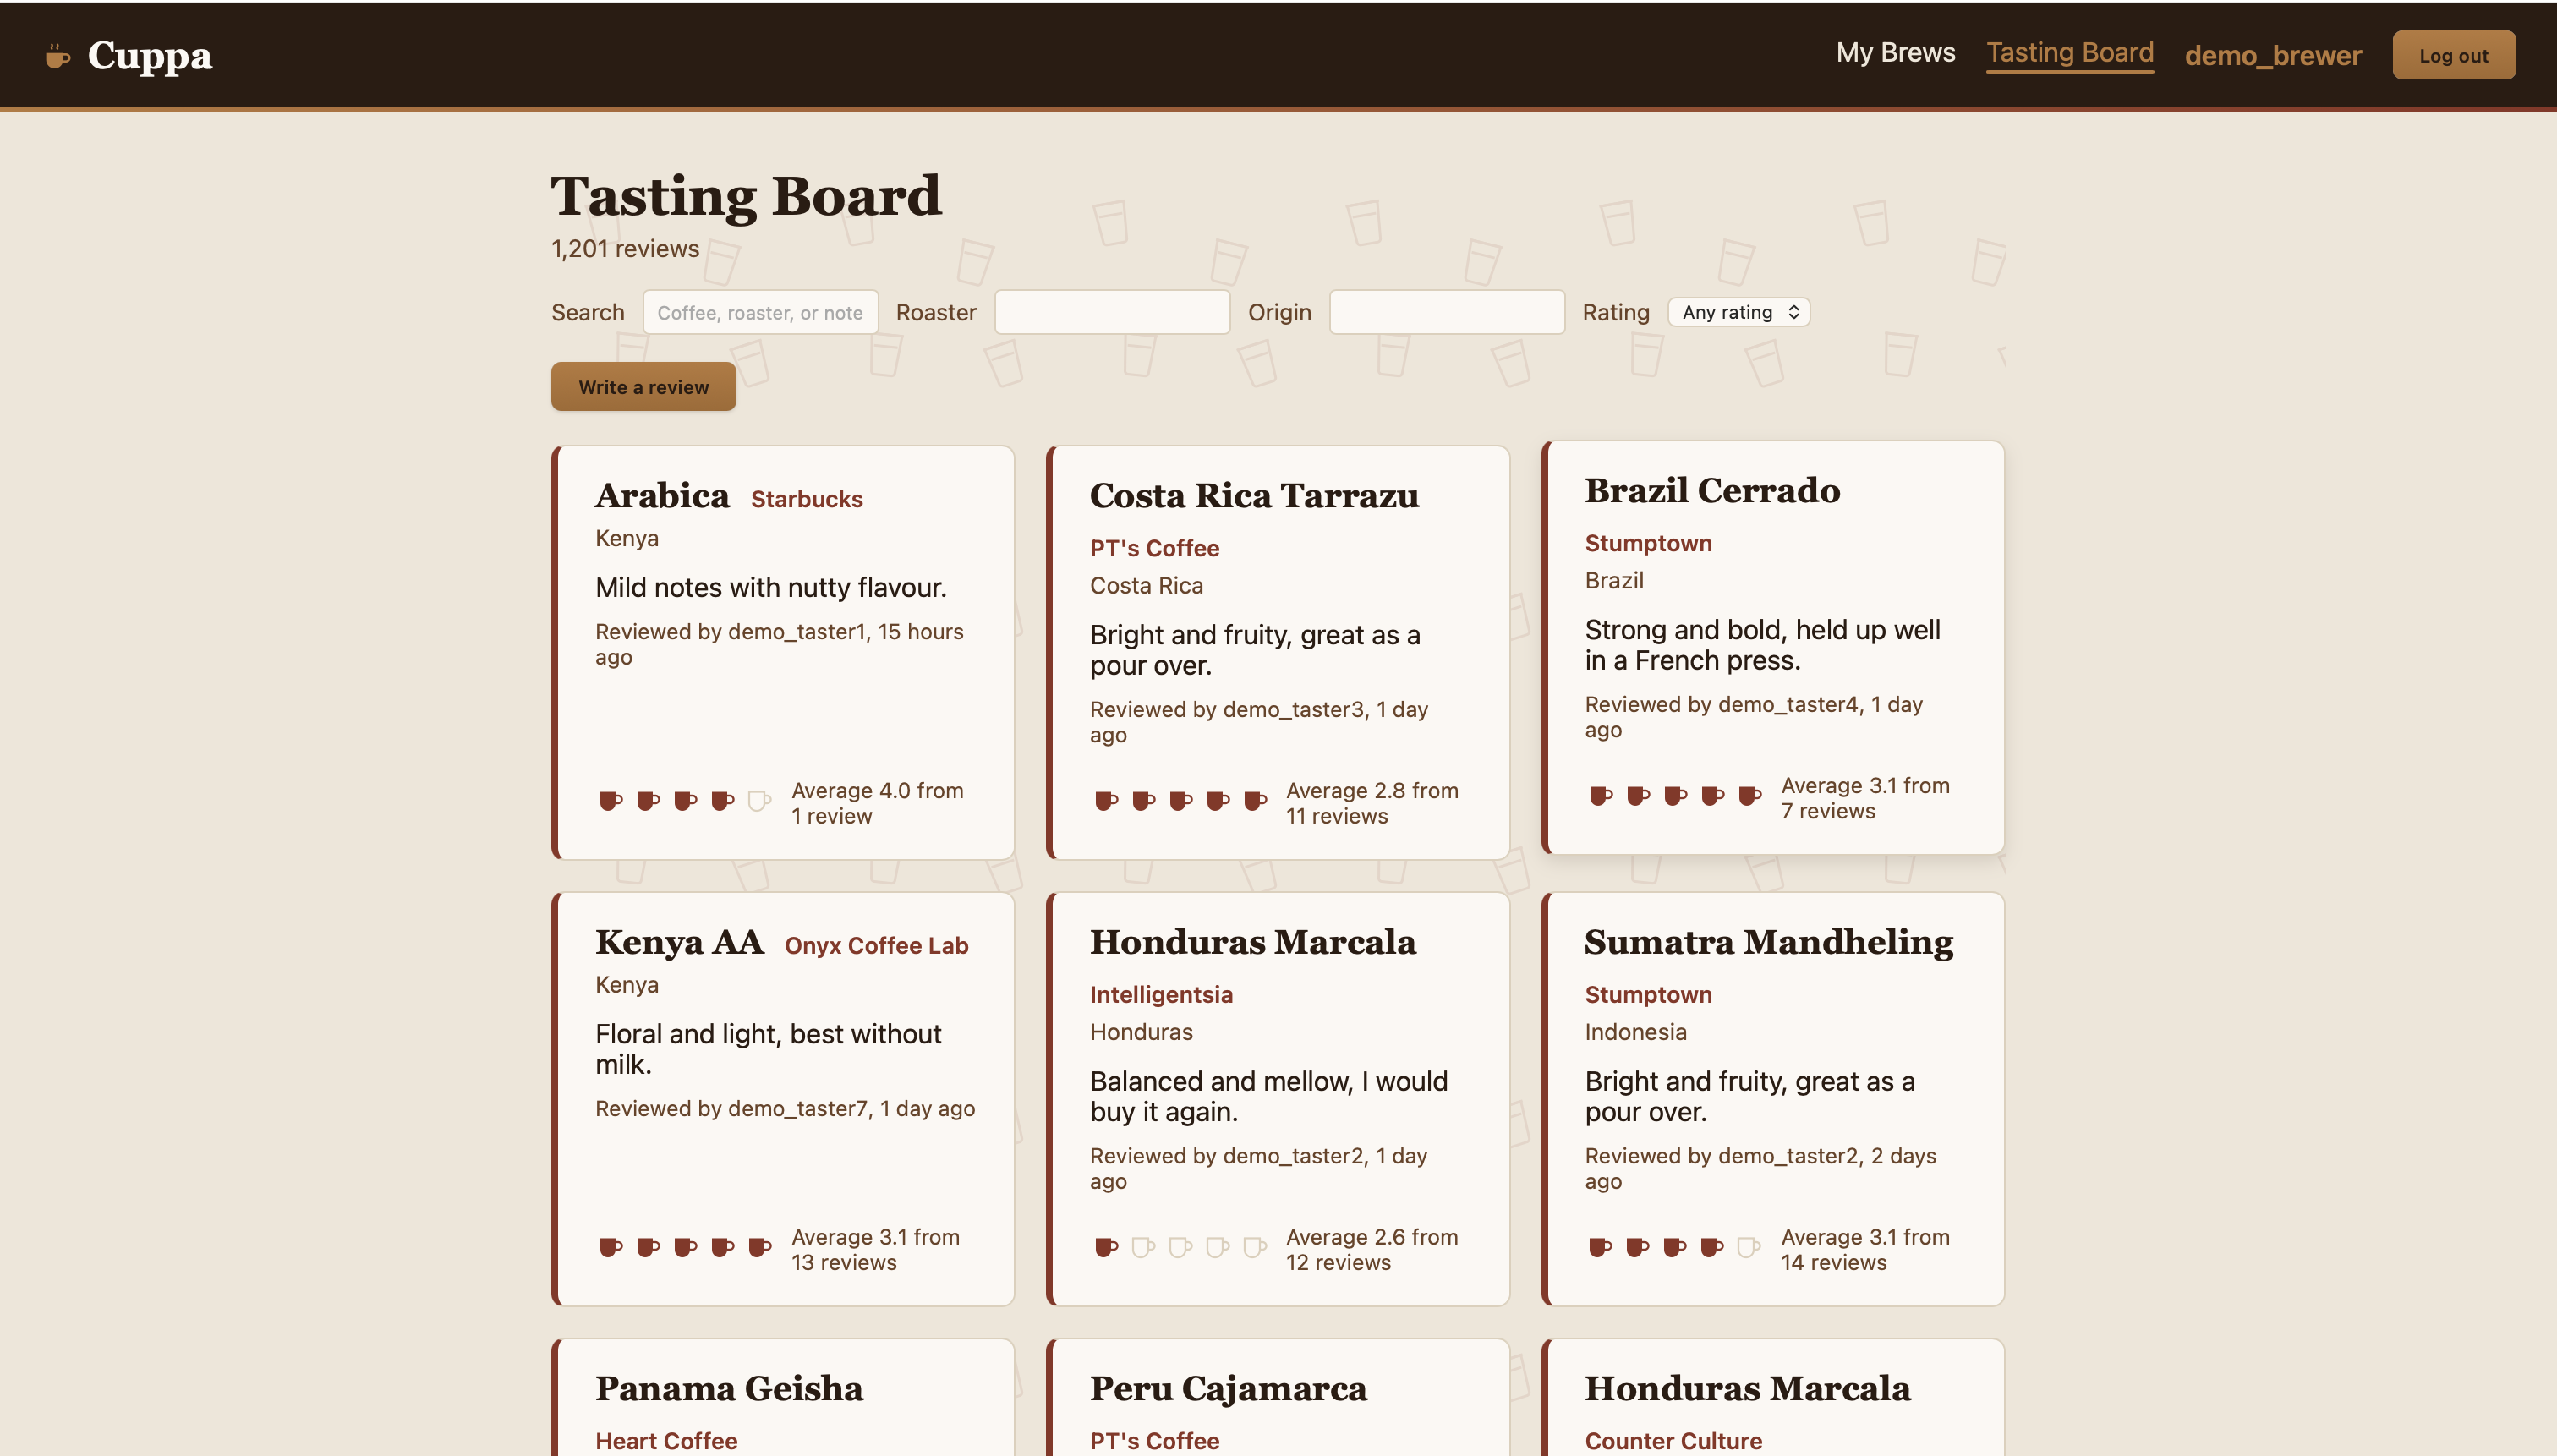 Cuppa
My Brews
Tasting Board
demo_brewer
Log out
Tasting Board
1,201 reviews
Search
Coffee, roaster, or note
Roaster
Origin
Rating
Any rating
Write a review
Arabica Starbucks
Kenya
Mild notes with nutty flavour.
Reviewed by demo_taster1, 15 hours
ago
Average 4.0 from
1 review
Costa Rica Tarrazu
PT's Coffee
Costa Rica
Bright and fruity, great as a
pour over.
Reviewed by demo_taster3, 1 day
ago
Average 2.8 from
11 reviews
Brazil Cerrado
Stumptown
Brazil
Strong and bold, held up well
in a French press.
Reviewed by demo_taster4, 1 day
ago
Average 3.1 from
7 reviews
Kenya AA Onyx Coffee Lab
Kenya
Floral and light, best without
milk.
Reviewed by demo_taster7, 1 day ago
Average 3.1 from
13 reviews
Honduras Marcala
Intelligentsia
Honduras
Balanced and mellow, I would
buy it again.
Reviewed by demo_taster2, 1 day
ago
Average 2.6 from
12 reviews
Sumatra Mandheling
Stumptown
Indonesia
Bright and fruity, great as a
pour over.
Reviewed by demo_taster2, 2 days
ago
Average 3.1 from
14 reviews
Panama Geisha
Heart Coffee
Peru Cajamarca
PT's Coffee
Honduras Marcala
Counter Culture